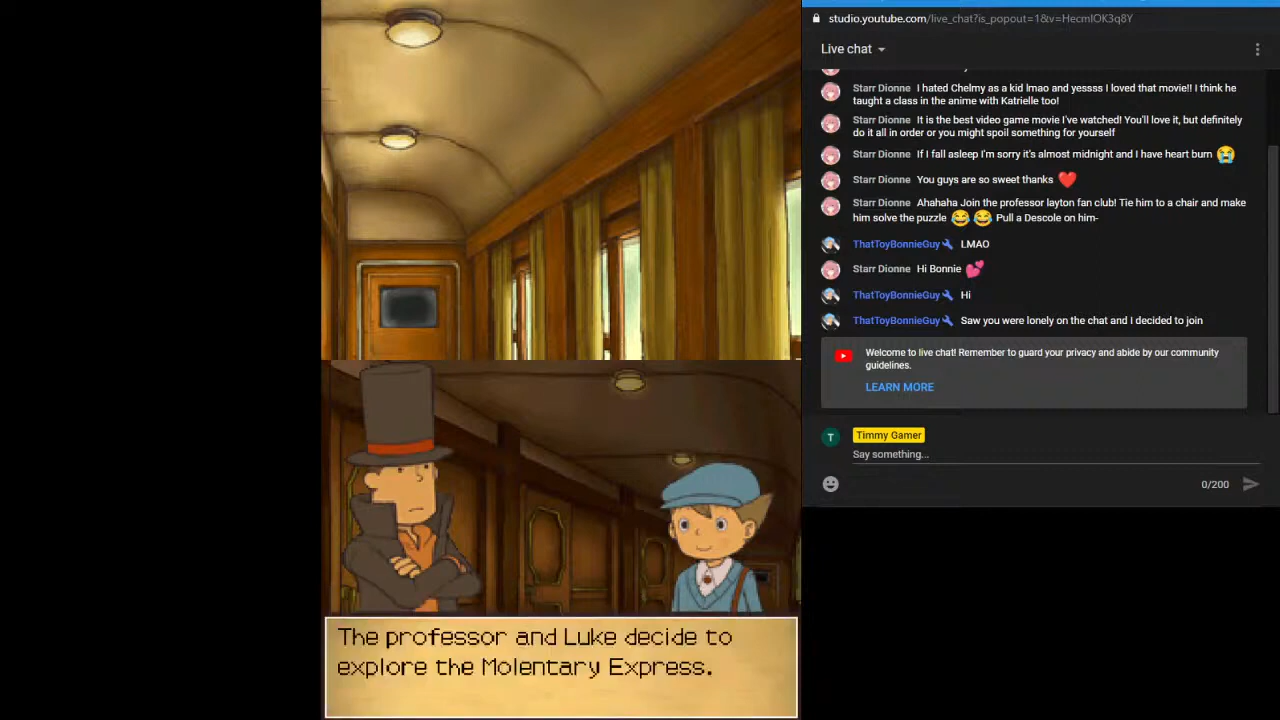 studio.youtube.com/live_chat?is_popout=1&v=HecmIOK3q8Y
Live chat
Starr Dionne I hated Chelmy as a kid lmao and yessss I loved that movie!! I think he
taught a class in the anime with Katrielle too!
Starr Dionne It is the best video game movie I've watched! You'll love it, but definitely
do it all in order or you might spoil something for yourself
Starr Dionne If I fall asleep I'm sorry it's almost midnight and I have heart burn 😭
Starr Dionne You guys are so sweet thanks ❤️
Starr Dionne Ahahaha Join the professor layton fan club! Tie him to a chair and make
him solve the puzzle 😂😂 Pull a Descole on him-
ThatToyBonnieGuy LMAO
Starr Dionne Hi Bonnie 💕
ThatToyBonnieGuy Hi
ThatToyBonnieGuy Saw you were lonely on the chat and I decided to join
Welcome to live chat! Remember to guard your privacy and abide by our community
guidelines.
LEARN MORE
T Timmy Gamer
Say something...
0/200
The professor and Luke decide to
explore the Molentary Express.